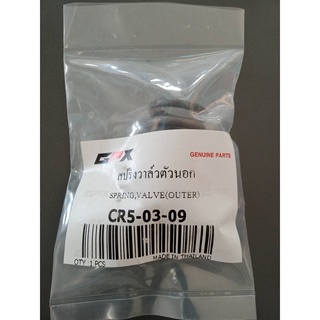 GPX
GENUINE PARTS
สปริงวาล์วตัวนอก
SPRING,VALVE(OUTER)
CR5-03-09
QTY 1 PCS
MADE IN THAILAND